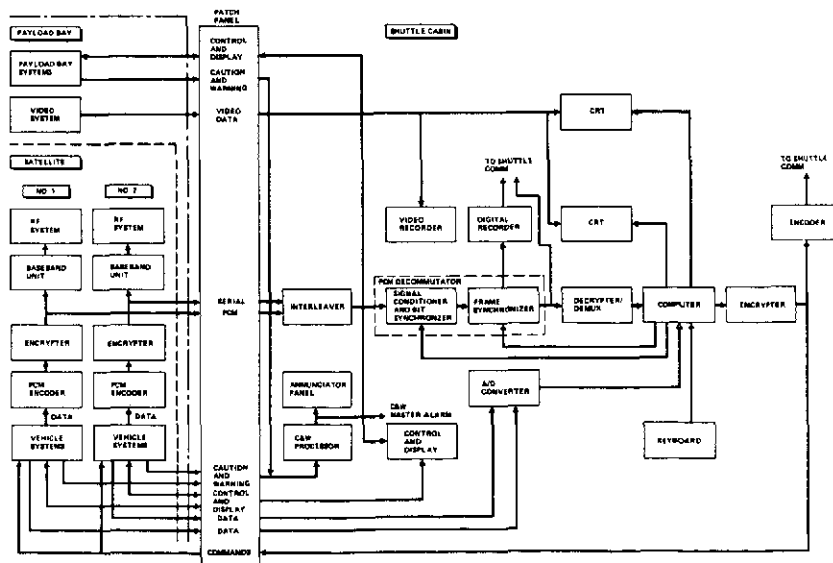 PATCH
PANEL
PAYLOAD BAY
SHUTTLE CABIN
CONTROL
AND
DISPLAY
PAYLOAD BAY
SYSTEMS
CAUTION
AND
WARNING
VIDEO
SYSTEM
VIDEO
DATA
CRT
SATELLITE
TO SHUTTLE
COMM
TO SHUTTLE
COMM
NO. 1
NO. 2
RF
SYSTEM
RF
SYSTEM
VIDEO
RECORDER
DIGITAL
RECORDER
CRT
ENCODER
BASEBAND
UNIT
BASEBAND
UNIT
PCM DECOMMUTATOR
SERIAL
PCM
INTERLEAVER
SIGNAL
CONDITIONER
AND BIT
SYNCHRONIZER
FRAME
SYNCHRONIZER
DECRYPTER/
DEMUX
COMPUTER
ENCRYPTER
ENCRYPTER
ENCRYPTER
PCM
ENCODER
PCM
ENCODER
ANNUNCIATOR
PANEL
A/D
CONVERTER
DATA
DATA
C&W
MASTER ALARM
VEHICLE
SYSTEMS
VEHICLE
SYSTEMS
C&W
PROCESSOR
CONTROL
AND
DISPLAY
KEYBOARD
CAUTION
AND
WARNING
CONTROL
AND
DISPLAY
DATA
DATA
COMMANDS